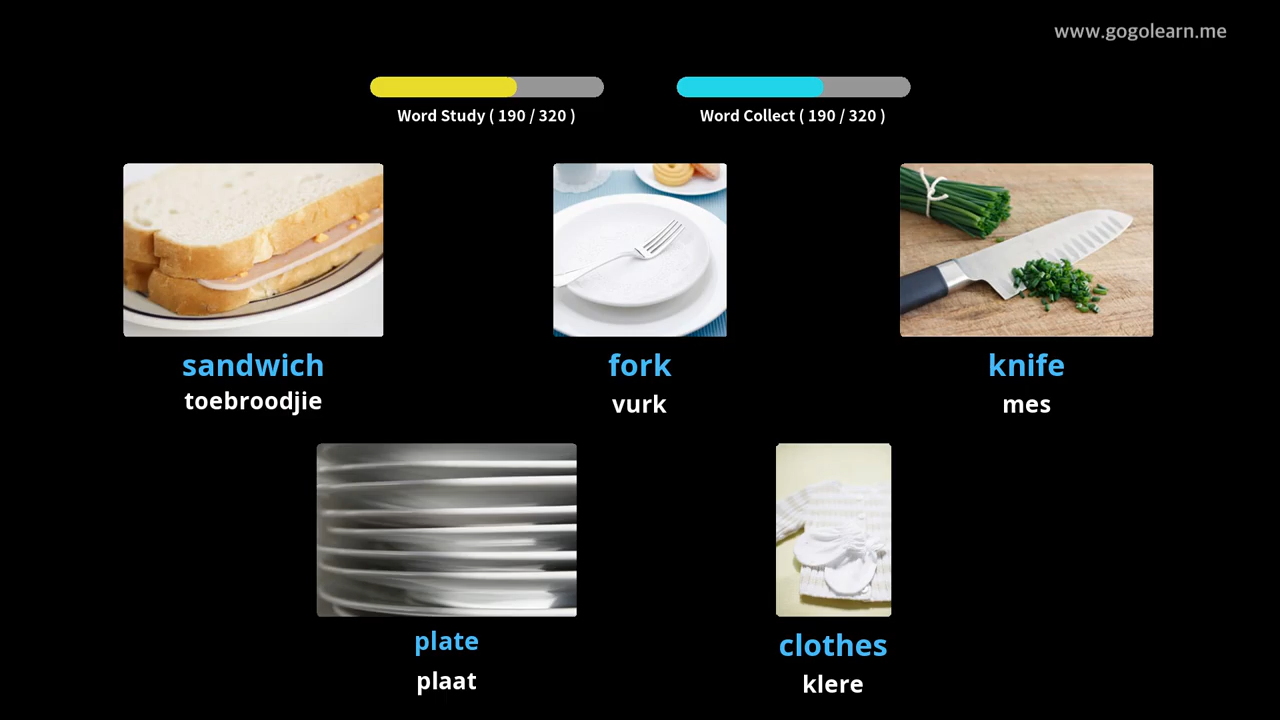 www.gogolearn.me
Word Study ( 190 / 320 )
Word Collect ( 190 / 320 )
sandwich
toebroodjie
fork
vurk
knife
mes
plate
plaat
clothes
klere